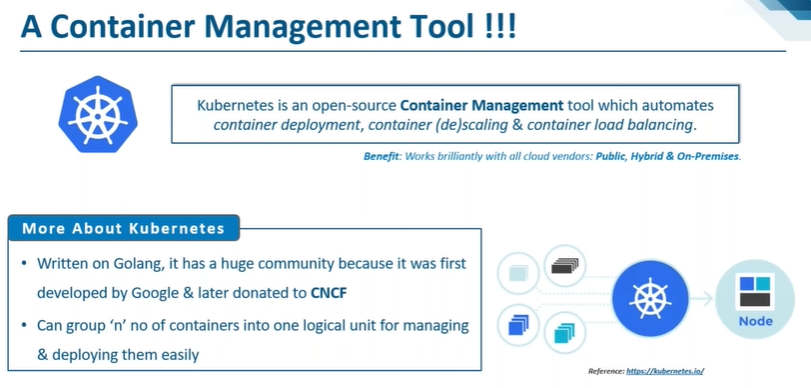 A Container Management Tool !!!
Kubernetes is an open-source Container Management tool which automates
container deployment, container (de)scaling & container load balancing.
Benefit: Works brilliantly with all cloud vendors: Public, Hybrid & On-Premises.
More About Kubernetes
• Written on Golang, it has a huge community because it was first
developed by Google & later donated to CNCF
• Can group ‘n’ no of containers into one logical unit for managing
& deploying them easily
Node
Reference: https://kubernetes.io/